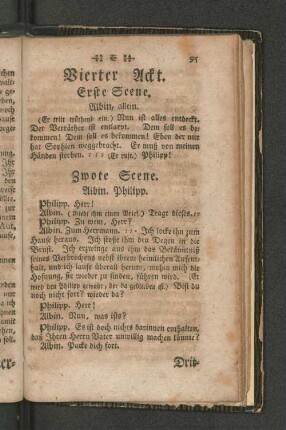 91
Vierter Ackt.
Erste Scene.
Albin, allein.
(Er tritt wütend ein.) Nun ist alles entdeckt.
Der Verräther ist entlarvt. Dem soll es be-
kommen! Dem soll es bekommen! Eben der nur
hat Sophien weggebracht. Er muß von meinen
Händen sterben. - - - (Er ruft.) Philipp!
Zwote Scene.
Albin. Philipp.
Philipp. Herr!
Albin. (Giebt ihm einen Brief.) Tragt dieses. - -
Philipp. Zu wem, Herr?
Albin. Zum Herrmann. - - Ich locke ihn zum
Hause heraus. Ich stoße ihm den Degen in die
Brust. Ich erzwinge aus ihm das Bekänntniß
seines Verbrechens nebst ihrem heimlichen Aufent-
halt, und ich laufe überall herum, wohin mich die
Hofnung, sie wieder zu finden, führen wird. (Er
wird den Philipp gewahr, der da geblieben ist.) Bist du
noch nicht fort? wieder da?
Philipp. Herr!
Albin. Nun, was ists?
Philipp. Es ist doch nichts darinnen enthalten,
das Ihren Herrn Vater unwillig machen könnte?
Albin. Packe dich fort.
Drit-